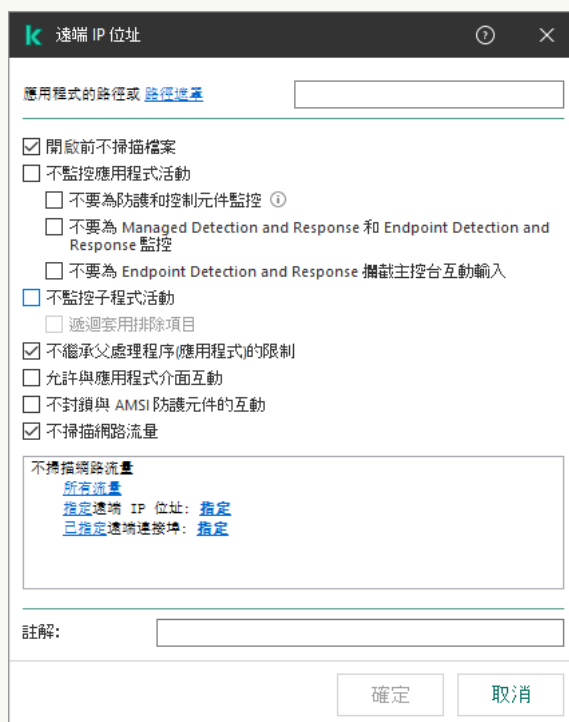 遠端 IP 位址
應用程式的路徑或 路徑遮罩
開啟前不掃描檔案
不監控應用程式活動
不要為防護和控制元件監控
不要為 Managed Detection and Response 和 Endpoint Detection and
Response 監控
不要為 Endpoint Detection and Response 攔截主控台互動輸入
不監控子程式活動
遞迴套用排除項目
不繼承父處理程序(應用程式)的限制
允許與應用程式介面互動
不封鎖與 AMSI 防護元件的互動
不掃描網路流量
不掃描網路流量
所有流量
指定遠端 IP 位址: 指定
已指定遠端連接埠: 指定
註解:
確定
取消